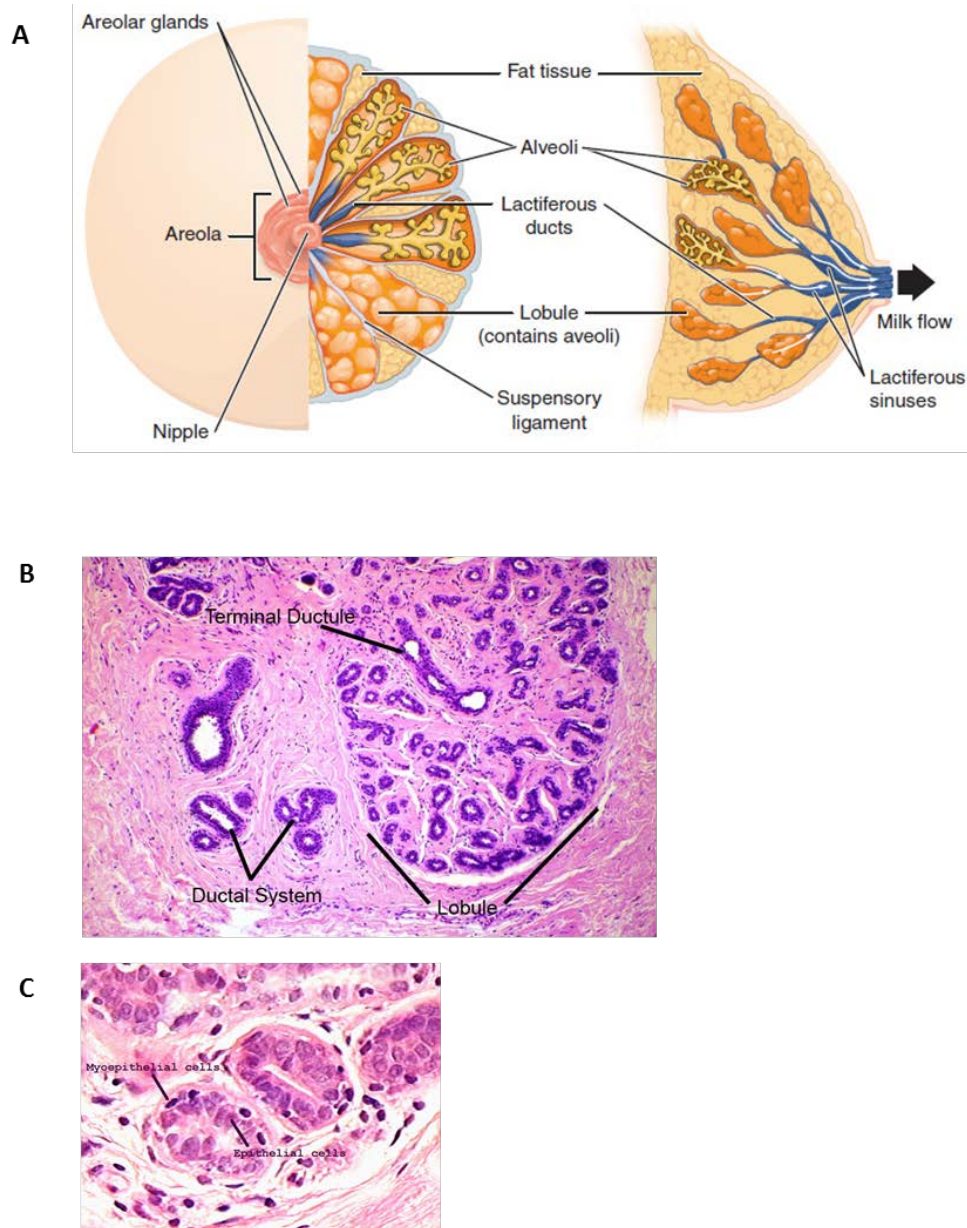 A
Areolar glands
Fat tissue
Alveoli
Lactiferous
ducts
Areola
Lobule
(contains aveoli)
Milk flow
Lactiferous
sinuses
Suspensory
ligament
Nipple
B
Terminal Ductule
Ductal System
Lobule
C
Myoepithelial cells
Epithelial cells